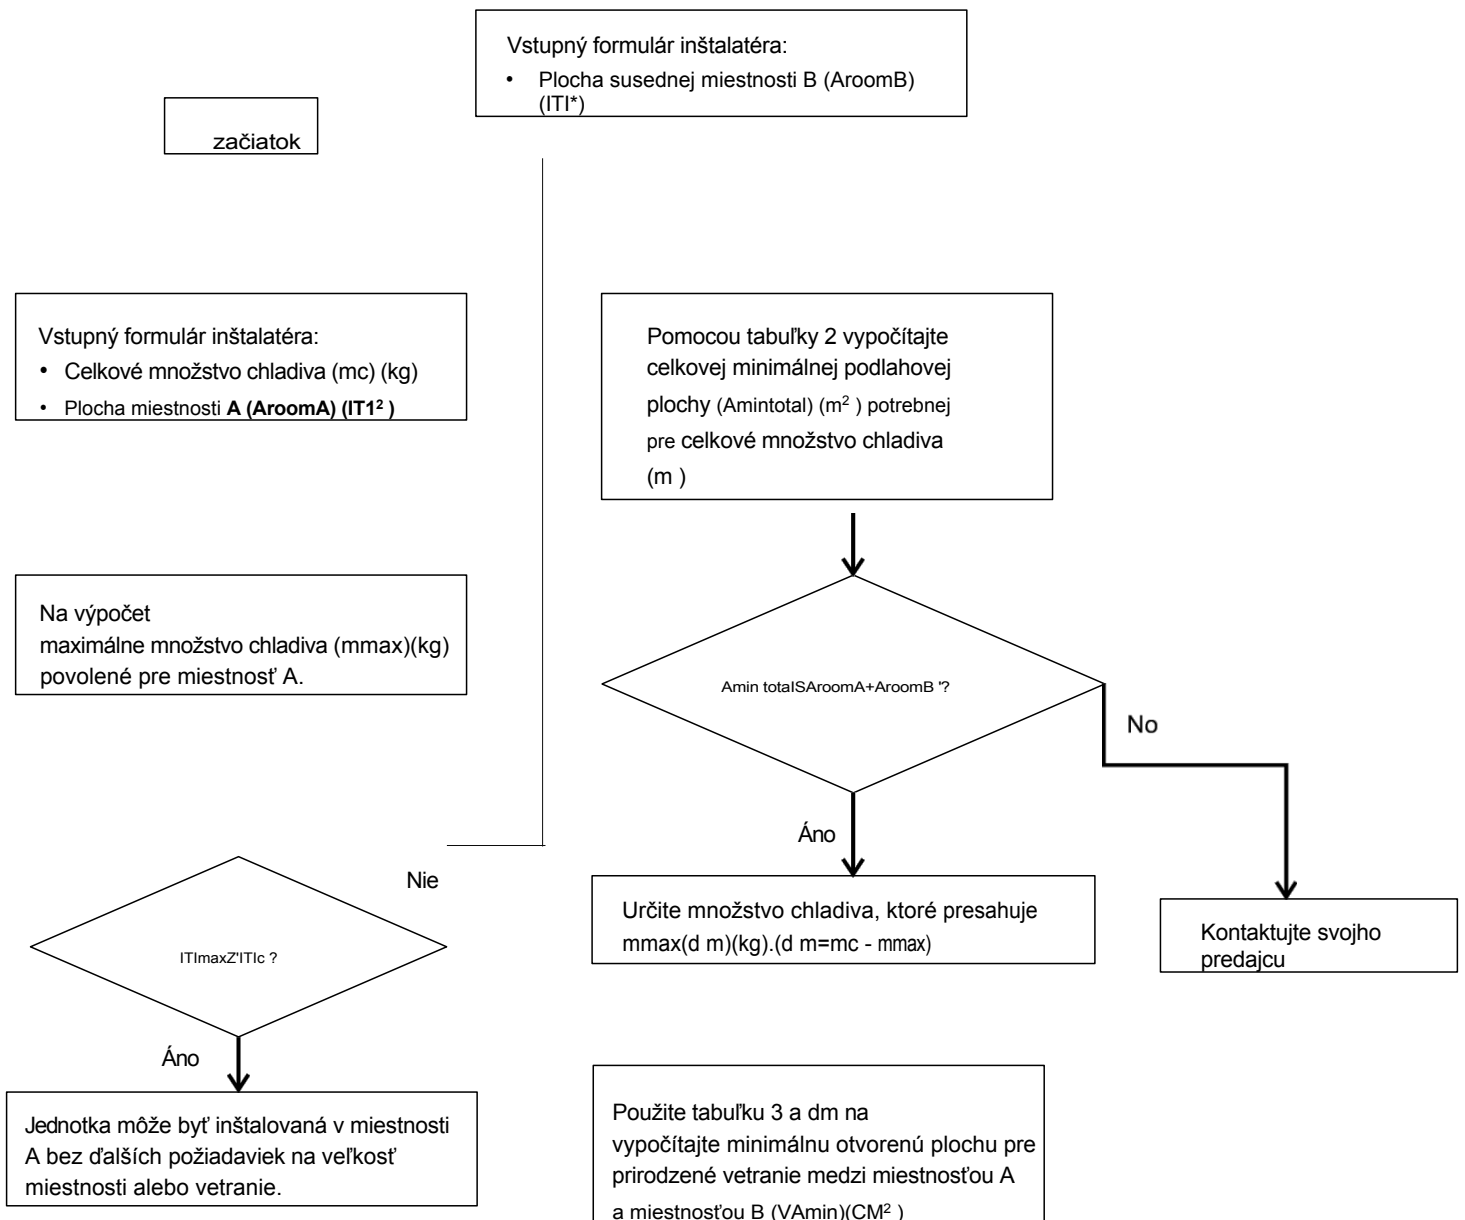 Vstupný formulár inštalatéra:
• Plocha susednej miestnosti B (AroomB)
(ITI*)
začiatok
Vstupný formulár inštalatéra:
• Celkové množstvo chladiva (mc) (kg)
• Plocha miestnosti A (AroomA) (IT1² )
Na výpočet
maximálne množstvo chladiva (mmax)(kg)
povolené pre miestnosť A.
Nie
ITImaxZ'ITIc ?
Áno
Jednotka môže byť inštalovaná v miestnosti
A bez ďalších požiadaviek na veľkosť
miestnosti alebo vetranie.
Pomocou tabuľky 2 vypočítajte
celkovej minimálnej podlahovej
plochy (Amintotal) (m² ) potrebnej
pre celkové množstvo chladiva
(m )
Amin totalSAroomA+AroomB '?
No
Áno
Určite množstvo chladiva, ktoré presahuje
mmax(d m)(kg).(d m=mc - mmax)
Kontaktujte svojho
predajcu
Použite tabuľku 3 a dm na
vypočítajte minimálnu otvorenú plochu pre
prirodzené vetranie medzi miestnosťou A
a miestnosťou B (VAmin)(CM² )